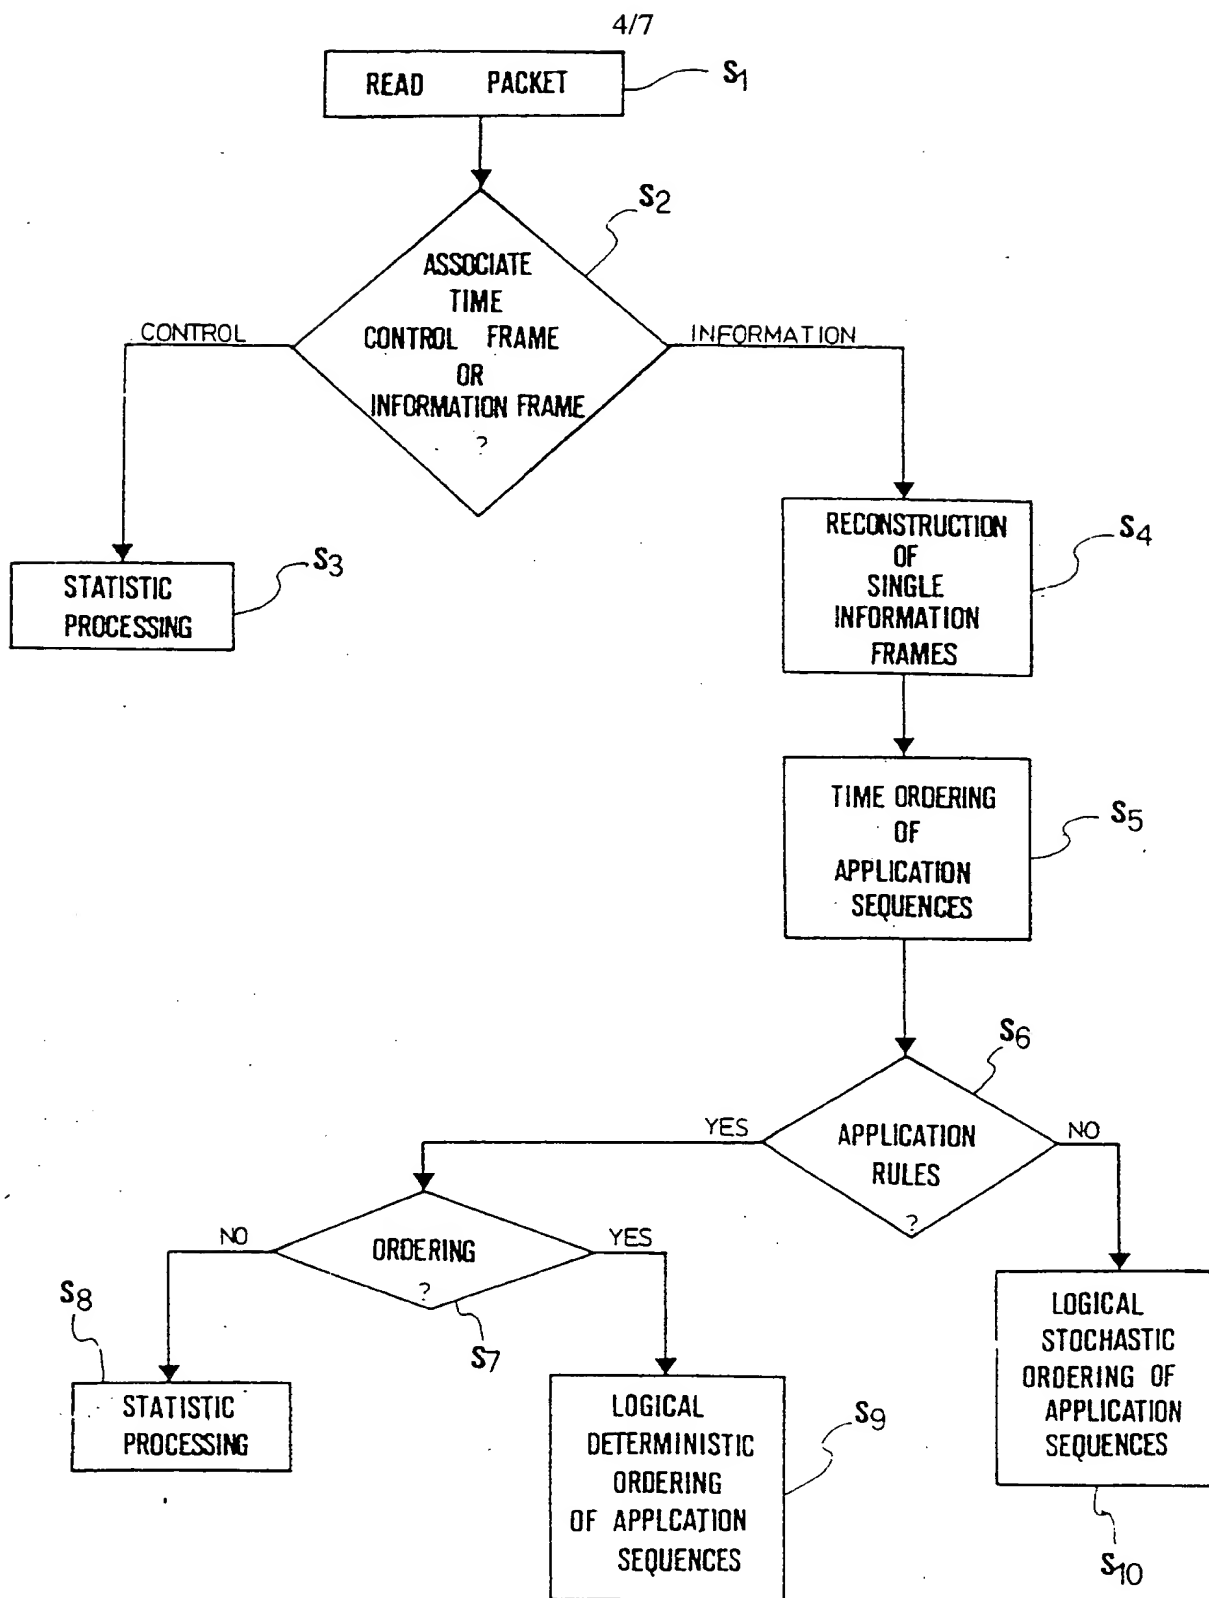 4/7
READ PACKET
S1
S2
ASSOCIATE
TIME
CONTROL FRAME
OR
INFORMATION FRAME
?
CONTROL
INFORMATION
STATISTIC
PROCESSING
S3
RECONSTRUCTION
OF
SINGLE
INFORMATION
FRAMES
S4
TIME ORDERING
OF
APPLICATION
SEQUENCES
S5
S6
APPLICATION
RULES
?
YES
NO
ORDERING
?
NO
YES
S7
S8
STATISTIC
PROCESSING
LOGICAL
DETERMINISTIC
ORDERING
OF APPLCATION
SEQUENCES
S9
LOGICAL
STOCHASTIC
ORDERING OF
APPLICATION
SEQUENCES
S10